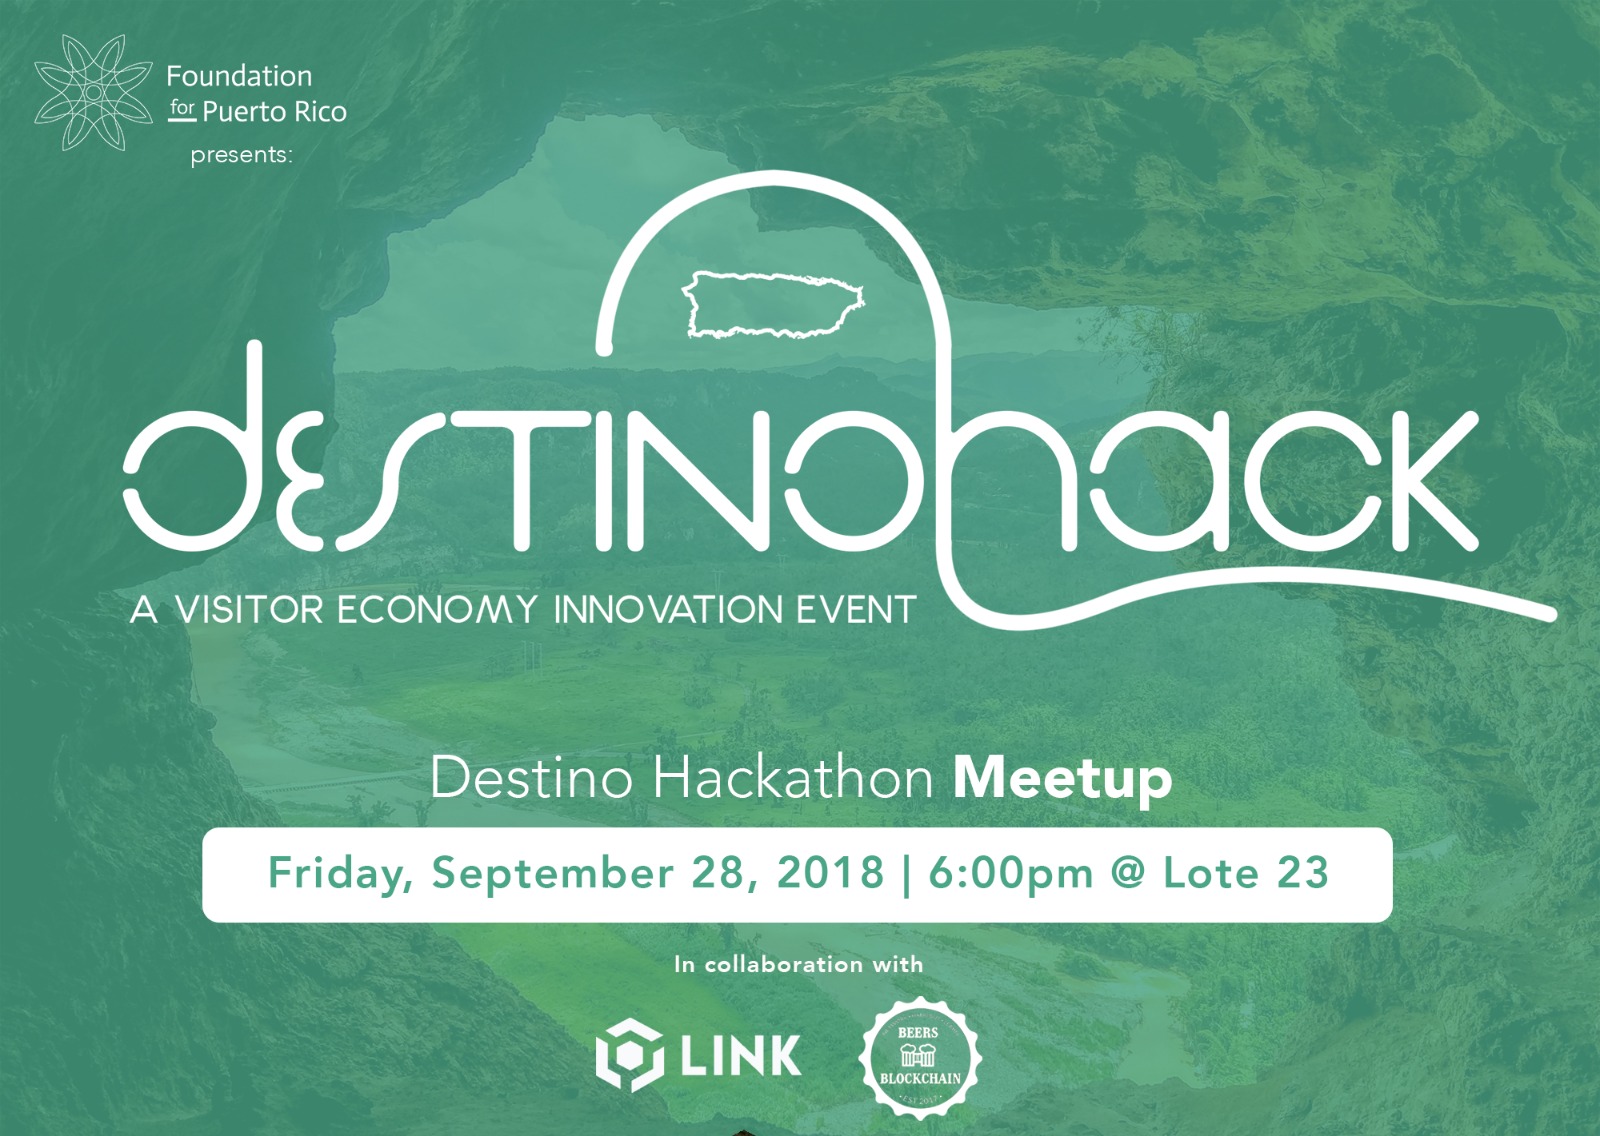 Foundation
for Puerto Rico
presents:
destinohack
A VISITOR ECONOMY INNOVATION EVENT
Destino Hackathon Meetup
Friday, September 28, 2018 | 6:00pm @ Lote 23
In collaboration with
LINK
BEERS
BLOCKCHAIN